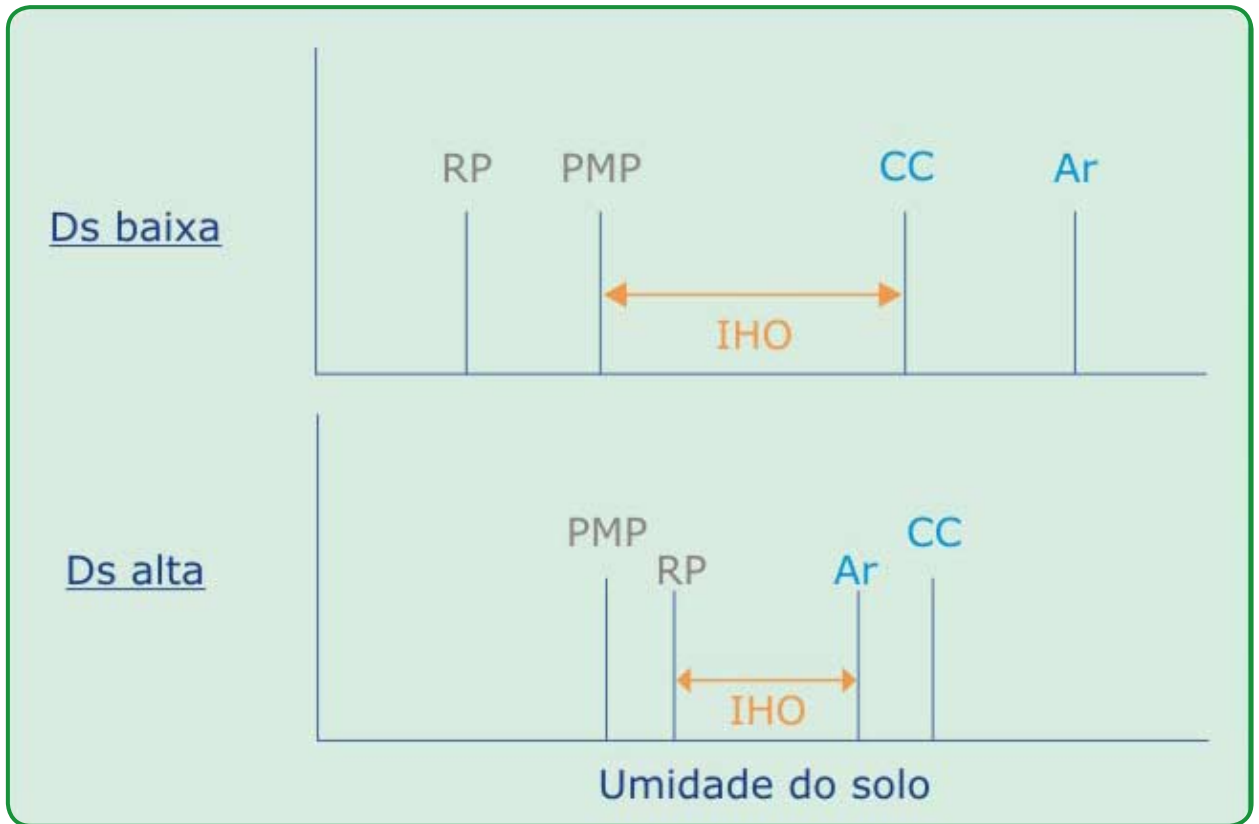 RP PMP CC Ar
Ds baixa
IHO
PMP CC
RP Ar
Ds alta
IHO
Umidade do solo